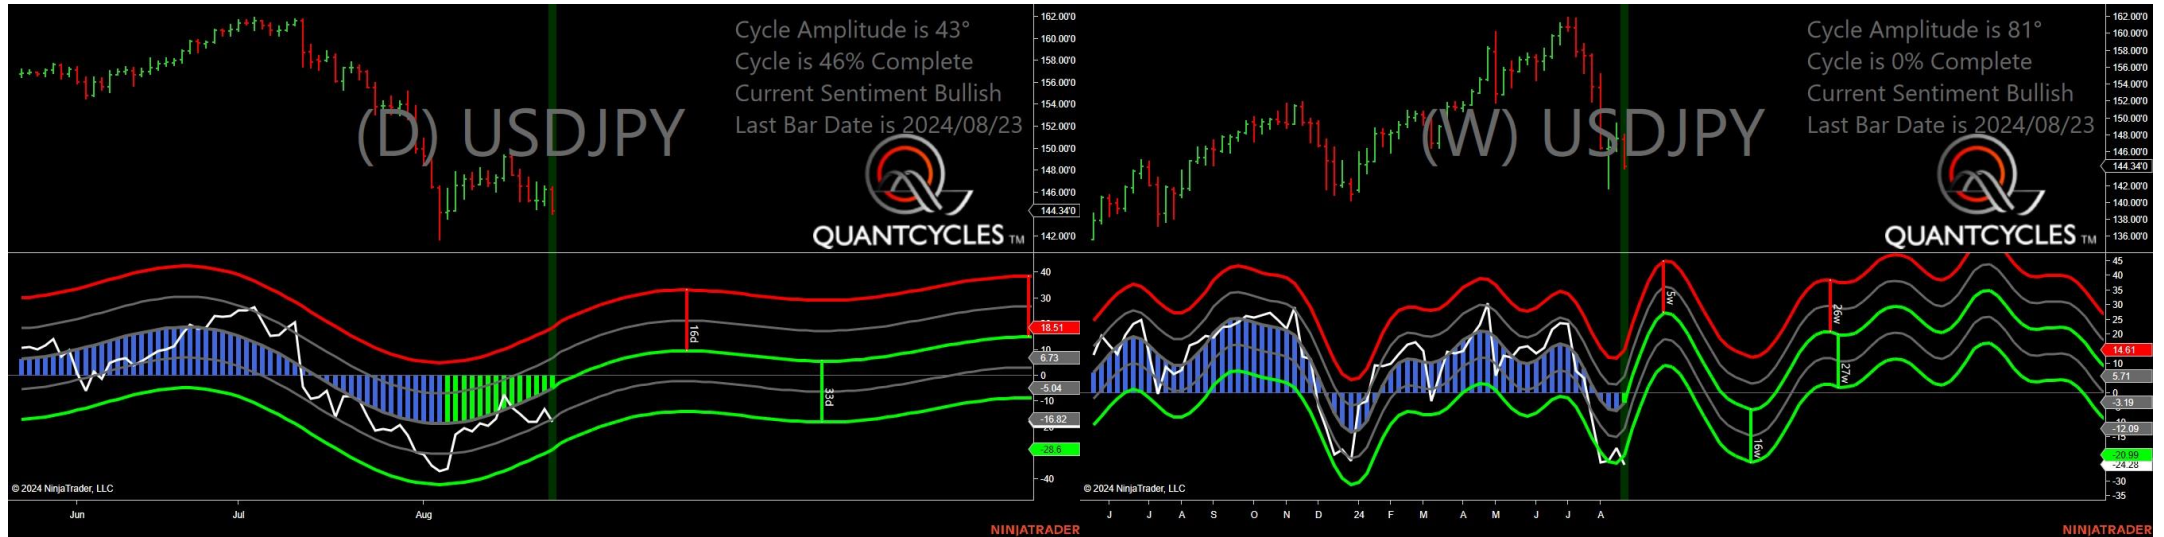 Cycle Amplitude is 43°
Cycle is 46% Complete
Current Sentiment Bullish
Last Bar Date is 2024/08/23
(D) USDJPY
QUANTCYCLES TM
162.00'0
160.00'0
158.00'0
156.00'0
154.00'0
152.00'0
150.00'0
148.00'0
146.00'0
144.34'0
142.00'0
40
30
18.51
10
6.73
0
-5.04
-10
-16.82
-28.6
-40
16d
33d
© 2024 NinjaTrader, LLC
Jun
Jul
Aug
NINJATRADER
Cycle Amplitude is 81°
Cycle is 0% Complete
Current Sentiment Bullish
Last Bar Date is 2024/08/23
(W) USDJPY
QUANTCYCLES TM
162.00'0
160.00'0
158.00'0
156.00'0
154.00'0
152.00'0
150.00'0
148.00'0
146.00'0
144.34'0
142.00'0
140.00'0
138.00'0
136.00'0
45
40
35
30
25
20
14.61
10
5.71
0
-3.19
-12.09
-15
-20.99
-24.28
-30
-35
5w
26w
27w
16w
© 2024 NinjaTrader, LLC
J J A S O N D 24 F M A M J J A
NINJATRADER